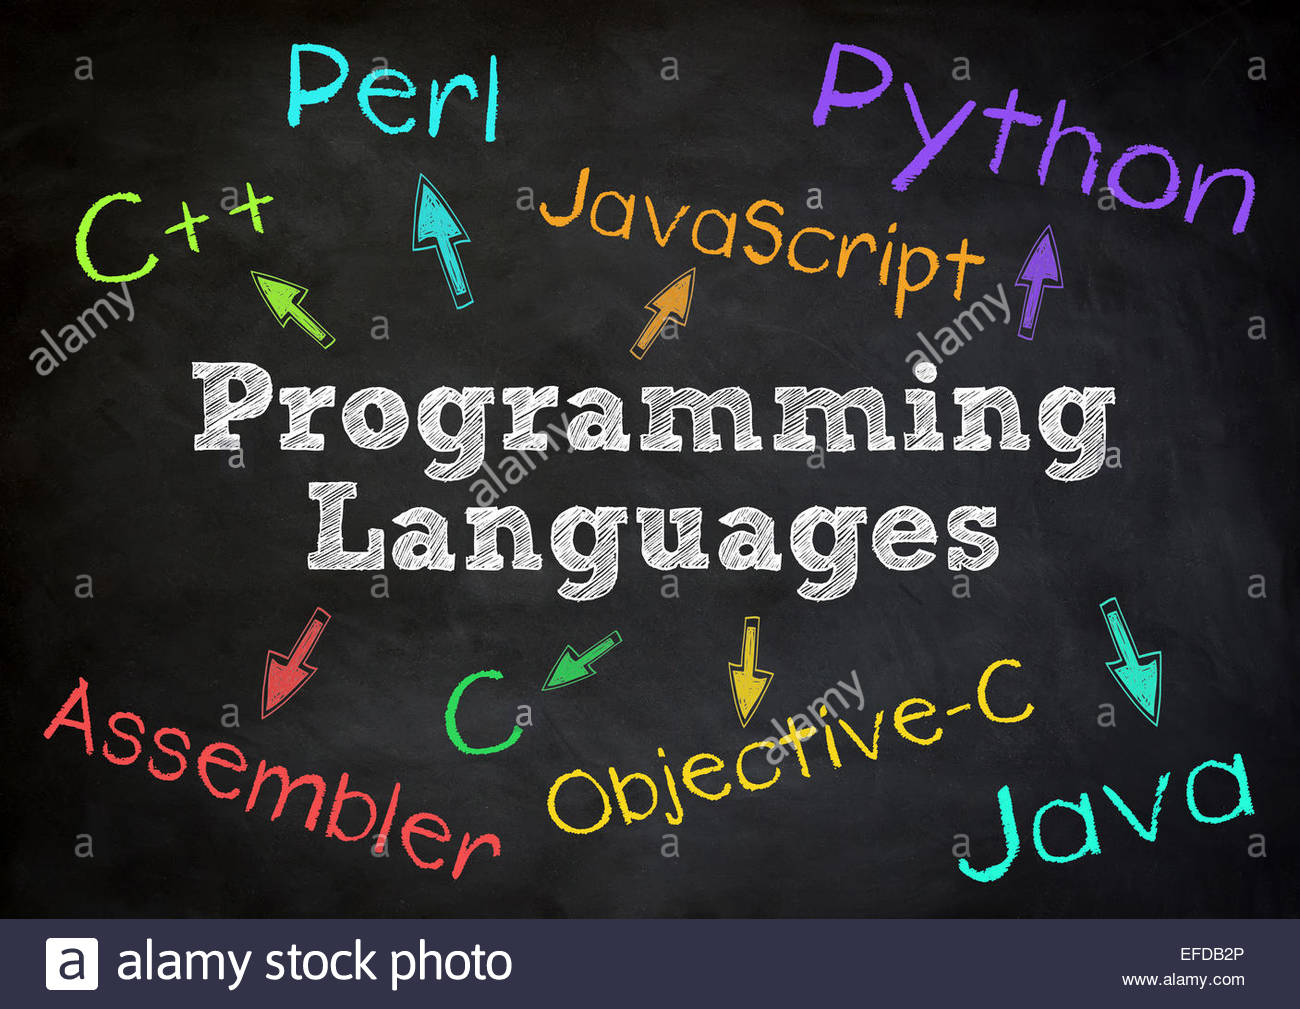 Perl
Python
C++
JavaScript
Programming
Languages
Assembler
C
Objective-C
Java
alamy
alamy
alamy
alamy
a alamy stock photo
EFDB2P
www.alamy.com